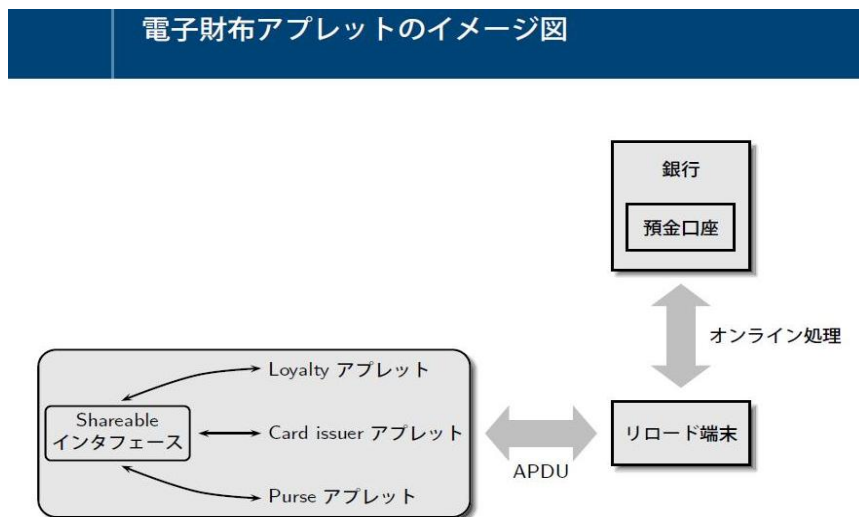 電子財布アプレットのイメージ図
銀行
預金口座
オンライン処理
Loyalty アプレット
Shareable
インタフェース
Card issuer アプレット
Purse アプレット
APDU
リロード端末